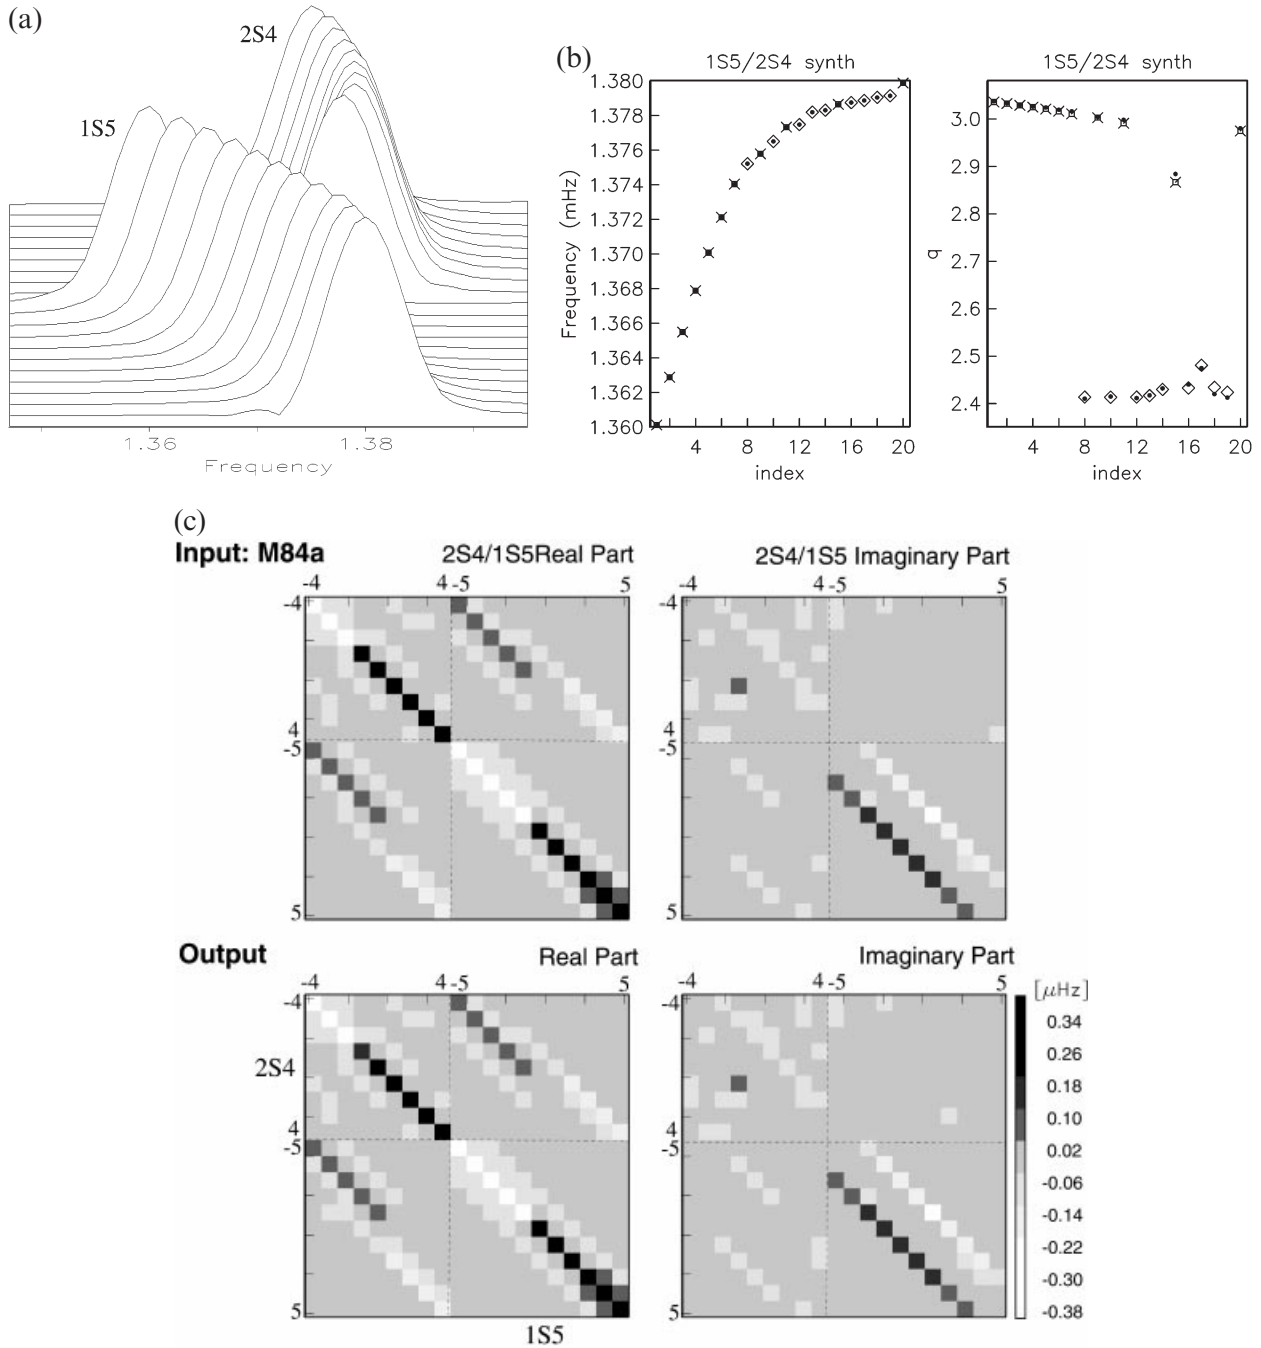 (a)
2S4
1S5
1.36 1.38
Frequency
(b)
1S5/2S4 synth
1.380
1.378
1.376
1.374
1.372
1.370
1.368
1.366
1.364
1.362
1.360
Frequency (mHz)
4 8 12 16 20
index
1S5/2S4 synth
3.0
2.9
2.8
2.7
2.6
2.5
2.4
q
4 8 12 16 20
index
(c)
Input: M84a
2S4/1S5Real Part
-4 4 -5 5
-4
4
-5
5
2S4/1S5 Imaginary Part
-4 4 -5 5
-4
4
-5
5
Output
Real Part
-4 4 -5 5
-4
2S4
4
-5
5
1S5
Imaginary Part
-4 4 -5 5
-4
4
-5
5
[μHz]
0.34
0.26
0.18
0.10
0.02
-0.06
-0.14
-0.22
-0.30
-0.38